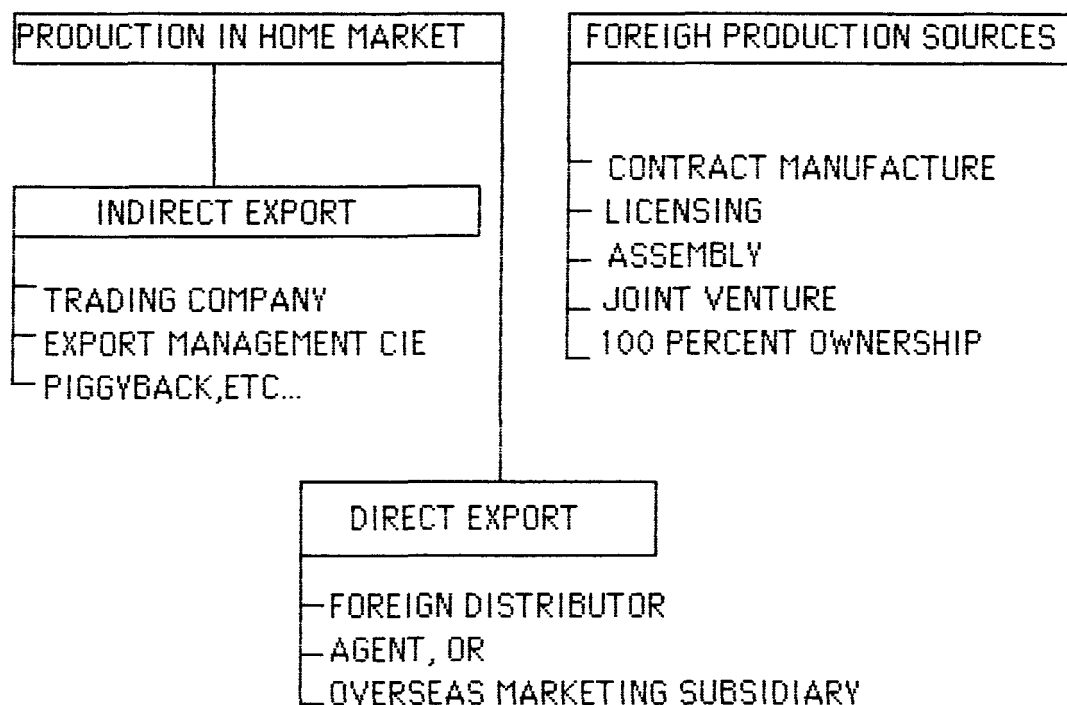 PRODUCTION IN HOME MARKET
INDIRECT EXPORT
TRADING COMPANY
EXPORT MANAGEMENT CIE
PIGGYBACK,ETC...
DIRECT EXPORT
FOREIGN DISTRIBUTOR
AGENT, OR
OVERSEAS MARKETING SUBSIDIARY
FOREIGH PRODUCTION SOURCES
CONTRACT MANUFACTURE
LICENSING
ASSEMBLY
JOINT VENTURE
100 PERCENT OWNERSHIP